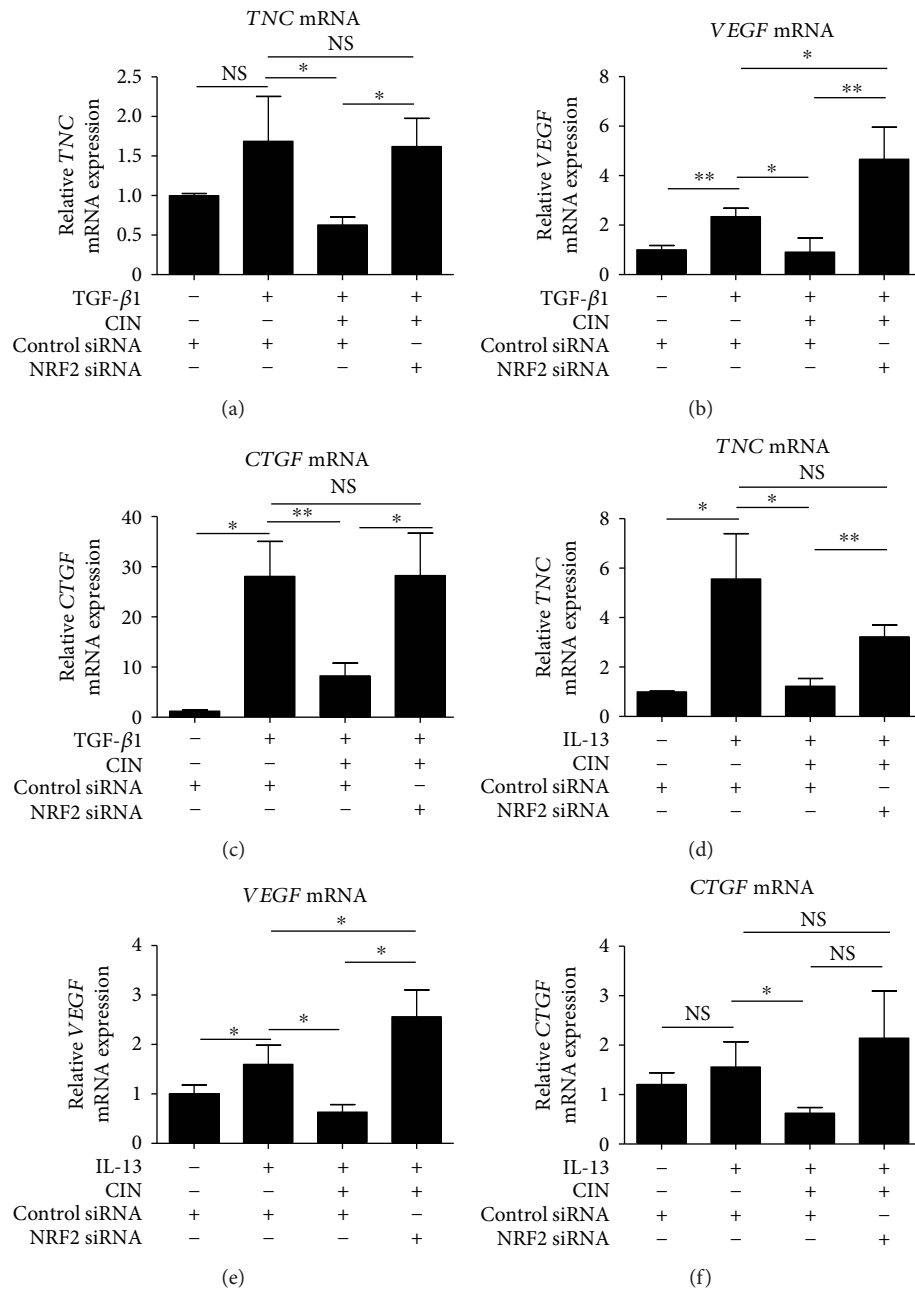 TNC mRNA
NS
NS * *
2.5
2.0
1.5
1.0
0.5
0
Relative TNC
mRNA expression
TGF-β1 − + + +
CIN − − + +
Control siRNA + + + −
NRF2 siRNA − − − +
(a)
VEGF mRNA
*
**
** *
8
6
4
2
0
Relative VEGF
mRNA expression
TGF-β1 − + + +
CIN − − + +
Control siRNA + + + −
NRF2 siRNA − − − +
(b)
CTGF mRNA
NS
* ** *
40
30
20
10
0
Relative CTGF
mRNA expression
TGF-β1 − + + +
CIN − − + +
Control siRNA + + + −
NRF2 siRNA − − − +
(c)
TNC mRNA
NS
* *
**
8
6
4
2
0
Relative TNC
mRNA expression
IL-13 − + + +
CIN − − + +
Control siRNA + + + −
NRF2 siRNA − − − +
(d)
VEGF mRNA
*
*
* *
4
3
2
1
0
Relative VEGF
mRNA expression
IL-13 − + + +
CIN − − + +
Control siRNA + + + −
NRF2 siRNA − − − +
(e)
CTGF mRNA
NS
NS
NS *
4
3
2
1
0
Relative CTGF
mRNA expression
IL-13 − + + +
CIN − − + +
Control siRNA + + + −
NRF2 siRNA − − − +
(f)